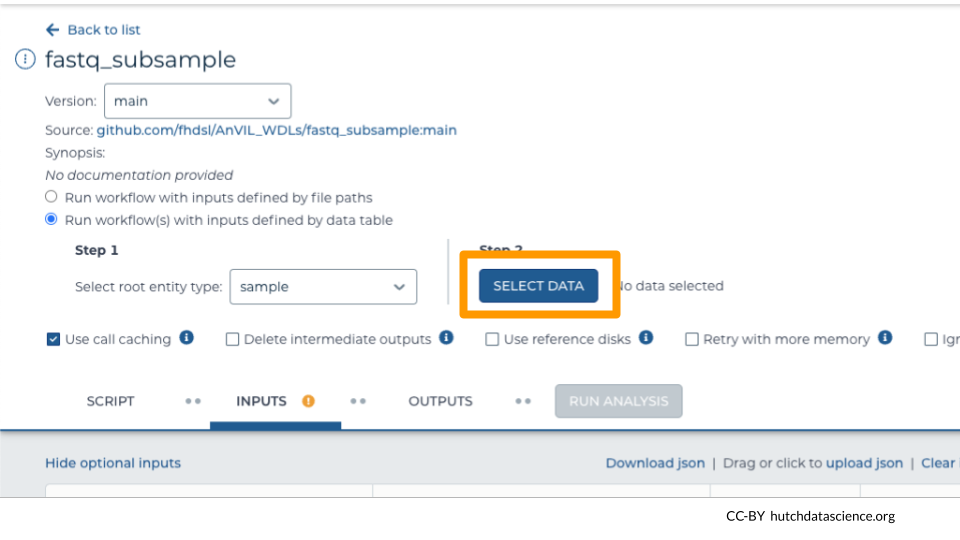 Back to list
fastq_subsample
Version: main
Source: github.com/fhdsl/AnVIL_WDLs/fastq_subsample:main
Synopsis:
No documentation provided
Run workflow with inputs defined by file paths
Run workflow(s) with inputs defined by data table
Step 1 Step 2
Select root entity type: sample SELECT DATA No data selected
Use call caching Delete intermediate outputs Use reference disks Retry with more memory
SCRIPT INPUTS OUTPUTS RUN ANALYSIS
Hide optional inputs Download json | Drag or click to upload json | Clear
CC-BY hutchdatascience.org